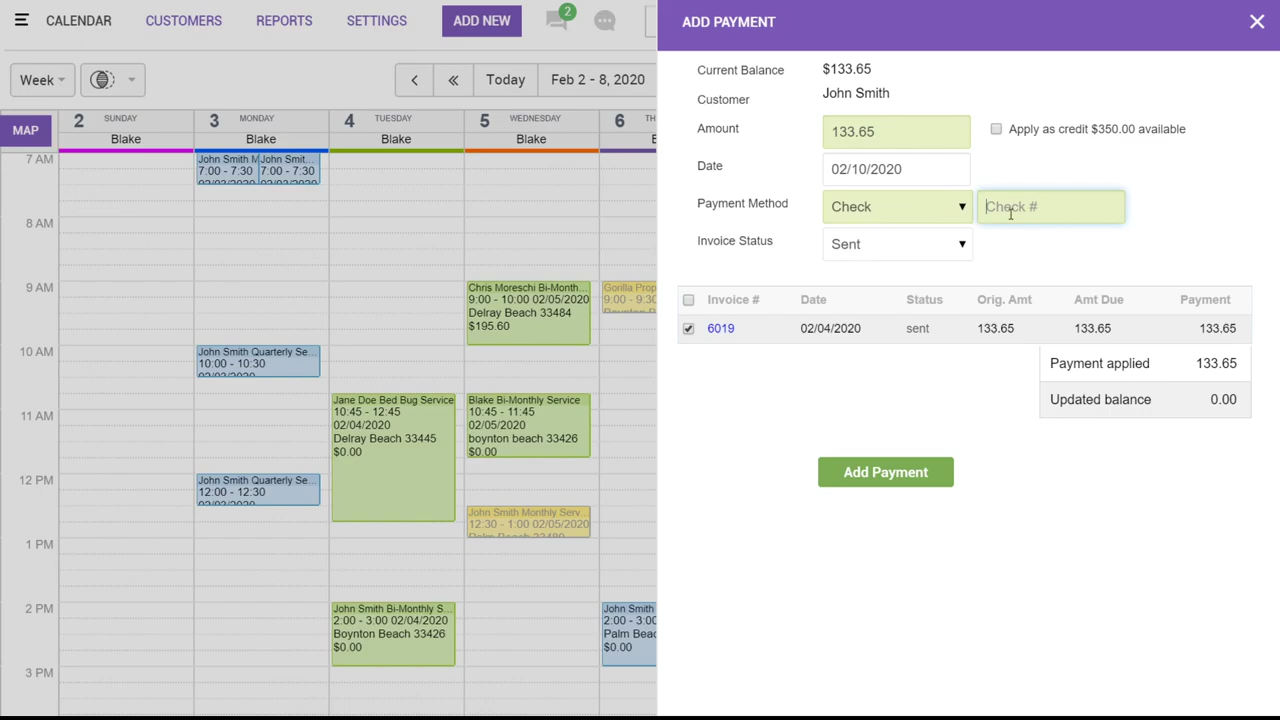 CALENDAR CUSTOMERS REPORTS SETTINGS ADD NEW 2
Week Today Feb 2 - 8, 2020
MAP
2 SUNDAY 3 MONDAY 4 TUESDAY 5 WEDNESDAY 6 TH
Blake Blake Blake Blake
7 AM
8 AM
9 AM
10 AM
11 AM
12 PM
1 PM
2 PM
3 PM
John Smith M
7:00 - 7:30
John Smit...
7:00 - 7:30
John Smith Quarterly Se...
10:00 - 10:30
John Smith Quarterly Se...
12:00 - 12:30
Jane Doe Bed Bug Service
10:45 - 12:45
02/04/2020
Delray Beach 33445
$0.00
John Smith Bi-Monthly S...
2:00 - 3:00 02/04/2020
Boynton Beach 33426
$0.00
Chris Moreschi Bi-Month...
9:00 - 10:00 02/05/2020
Delray Beach 33484
$195.60
Blake Bi-Monthly Service
10:45 - 11:45
02/05/2020
boynton beach 33426
$0.00
John Smith Monthly Serv...
12:30 - 1:00 02/05/2020
Gorilla Prop
9:00 - 9:30
John Smith
2:00 - 3:00
Palm Beac
$0.00
ADD PAYMENT
Current Balance $133.65
Customer John Smith
Amount 133.65 Apply as credit $350.00 available
Date 02/10/2020
Payment Method Check Check #
Invoice Status Sent
Invoice # Date Status Orig. Amt Amt Due Payment
6019 02/04/2020 sent 133.65 133.65 133.65
Payment applied 133.65
Updated balance 0.00
Add Payment